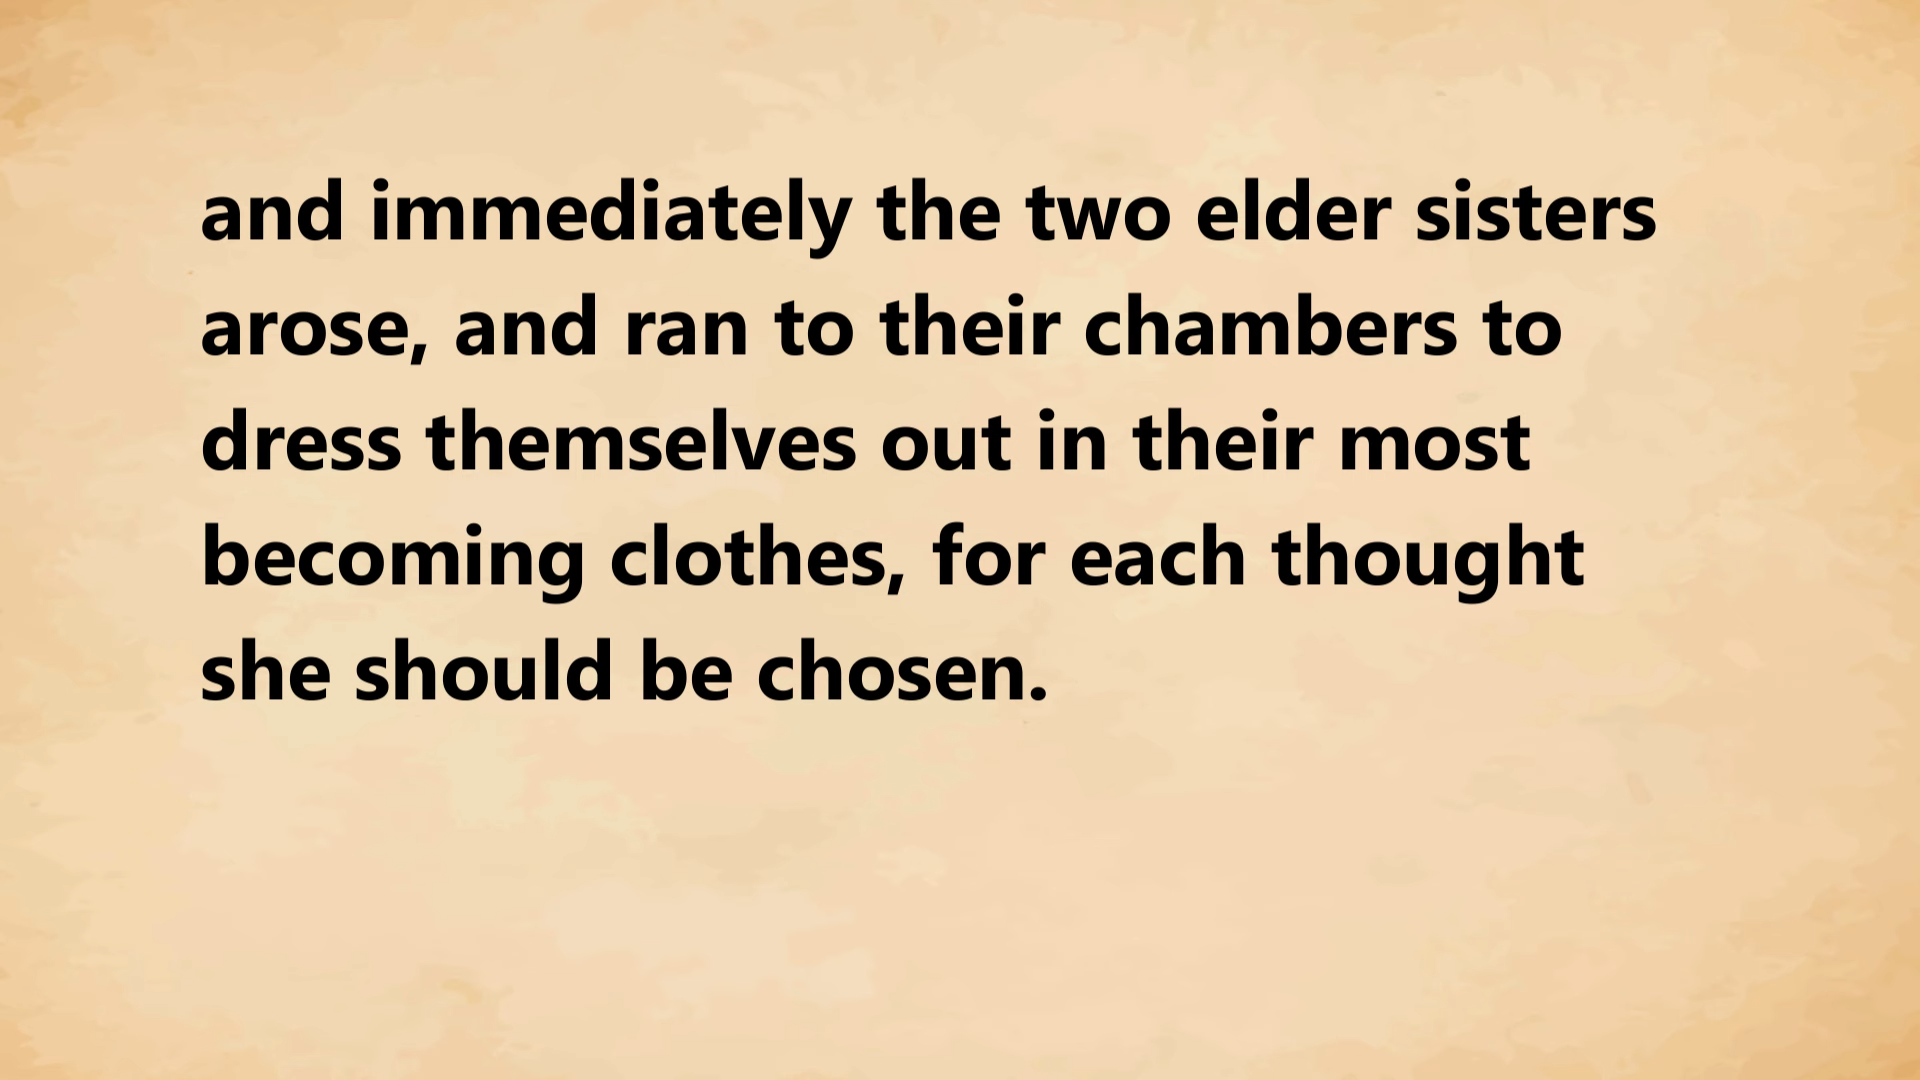 and immediately the two elder sisters
arose, and ran to their chambers to
dress themselves out in their most
becoming clothes, for each thought
she should be chosen.